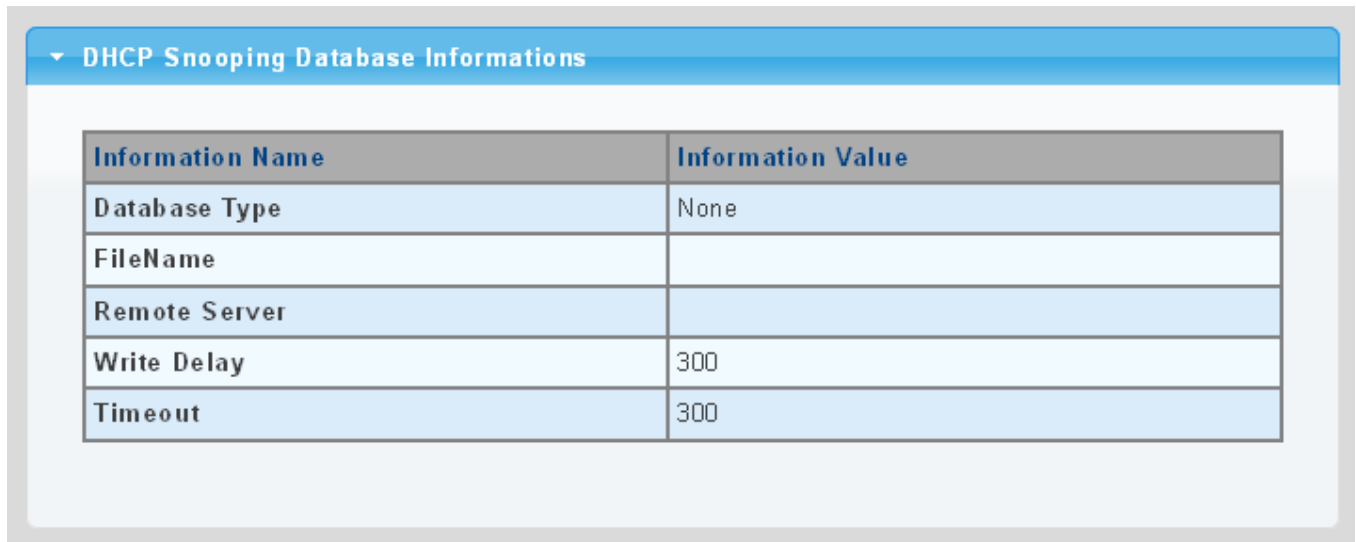 DHCP Snooping Database Informations
Information Name Information Value
Database Type None
FileName
Remote Server
Write Delay 300
Timeout 300